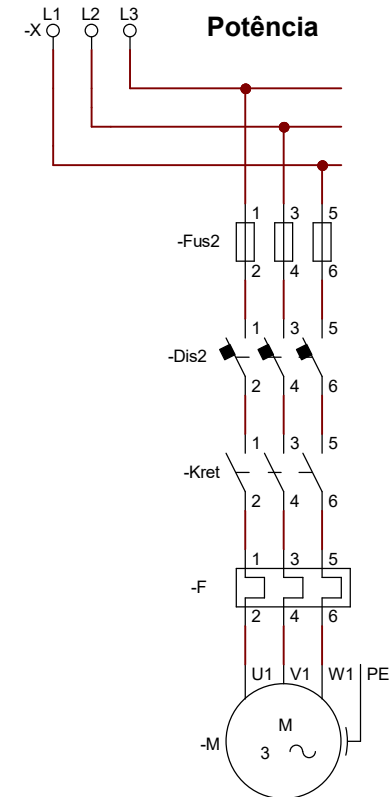 L1 L2 L3 Potência
-X
1 3 5
-Fus2
2 4 6
1 3 5
-Dis2
2 4 6
1 3 5
-Kret
2 4 6
1 3 5
-F
2 4 6
U1 V1 W1 PE
M
-M
3